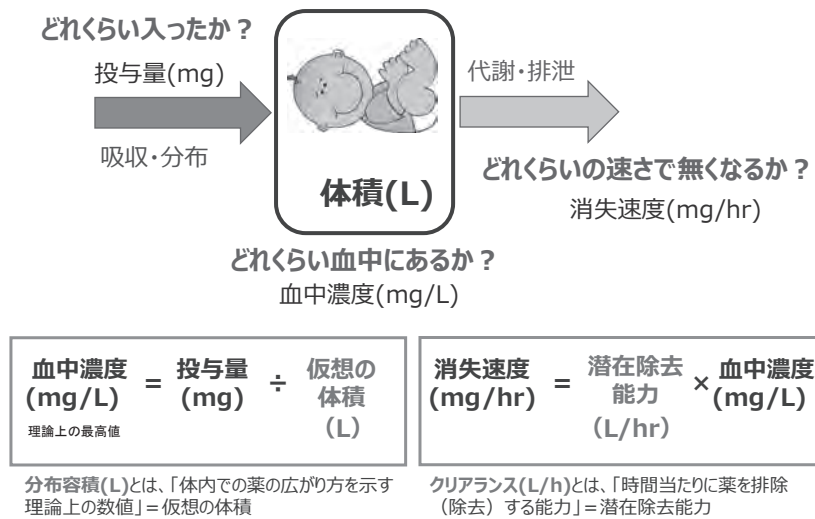 どれくらい入ったか？
投与量(mg)
吸収・分布
体積(L)
代謝・排泄
どれくらいの速さで無くなるか？
消失速度(mg/hr)
どれくらい血中にあるか？
血中濃度(mg/L)
血中濃度
(mg/L)
理論上の最高値
=
投与量
(mg)
÷
仮想の
体積
（L）
消失速度
(mg/hr)
=
潜在除去
能力
（L/hr）
×
血中濃度
(mg/L)
分布容積(L)とは、「体内での薬の広がり方を示す
理論上の数値」＝仮想の体積
クリアランス(L/h)とは、「時間当たりに薬を排除
（除去）する能力」＝潜在除去能力